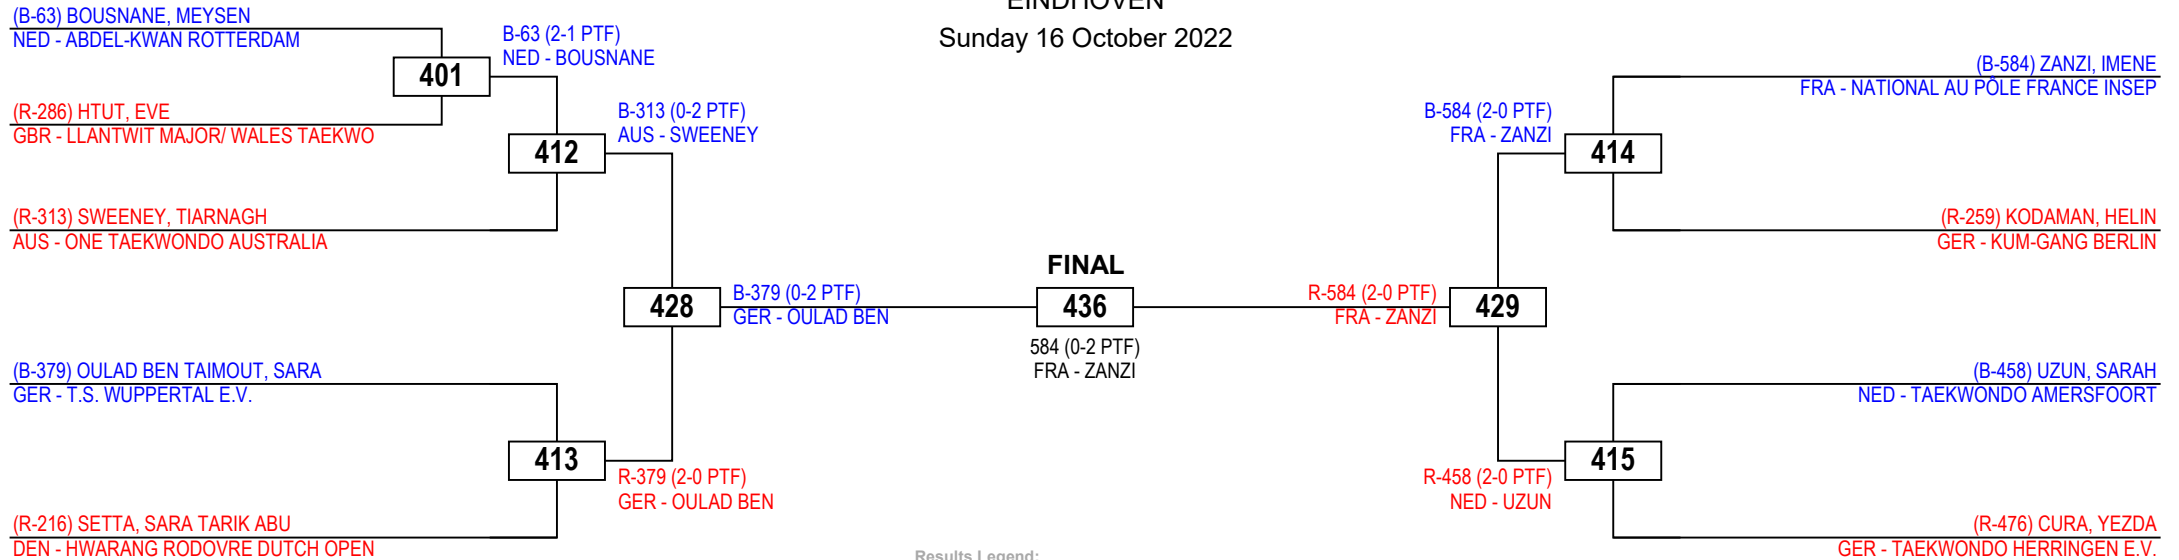 EINDHOVEN
Sunday 16 October 2022
(B-63) BOUSNANE, MEYSEN
NED - ABDEL-KWAN ROTTERDAM
401
(R-286) HTUT, EVE
GBR - LLANTWIT MAJOR/ WALES TAEKWO
B-63 (2-1 PTF)
NED - BOUSNANE
412
(R-313) SWEENEY, TIARNAGH
AUS - ONE TAEKWONDO AUSTRALIA
B-313 (0-2 PTF)
AUS - SWEENEY
428
(B-379) OULAD BEN TAIMOUT, SARA
GER - T.S. WUPPERTAL E.V.
413
(R-216) SETTA, SARA TARIK ABU
DEN - HWARANG RODOVRE DUTCH OPEN
R-379 (2-0 PTF)
GER - OULAD BEN
B-379 (0-2 PTF)
GER - OULAD BEN
FINAL
436
584 (0-2 PTF)
FRA - ZANZI
R-584 (2-0 PTF)
FRA - ZANZI
429
B-584 (2-0 PTF)
FRA - ZANZI
414
(B-584) ZANZI, IMENE
FRA - NATIONAL AU PÔLE FRANCE INSEP
(R-259) KODAMAN, HELIN
GER - KUM-GANG BERLIN
R-458 (2-0 PTF)
NED - UZUN
415
(B-458) UZUN, SARAH
NED - TAEKWONDO AMERSFOORT
(R-476) CURA, YEZDA
GER - TAEKWONDO HERRINGEN E.V.
Results Legend: